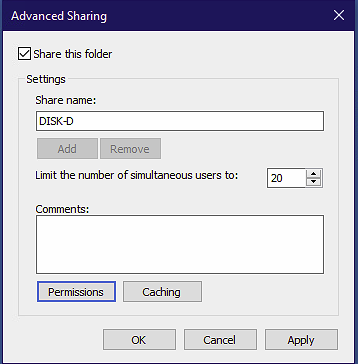 Advanced Sharing
Share this folder
Settings
Share name:
DISK-D
Add Remove
Limit the number of simultaneous users to: 20
Comments:
Permissions Caching
OK Cancel Apply